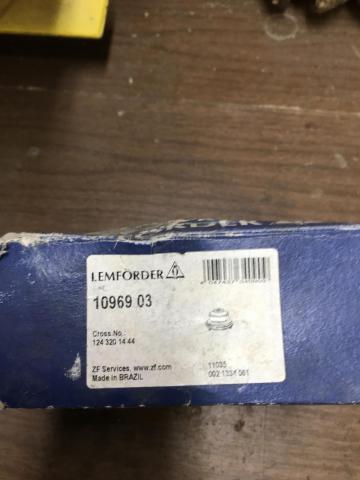 LEMFÖRDER
10969 03
Cross.No.:
124 320 14 44
ZF Services, www.zf.com
Made in BRAZIL
11035
002 1334 061